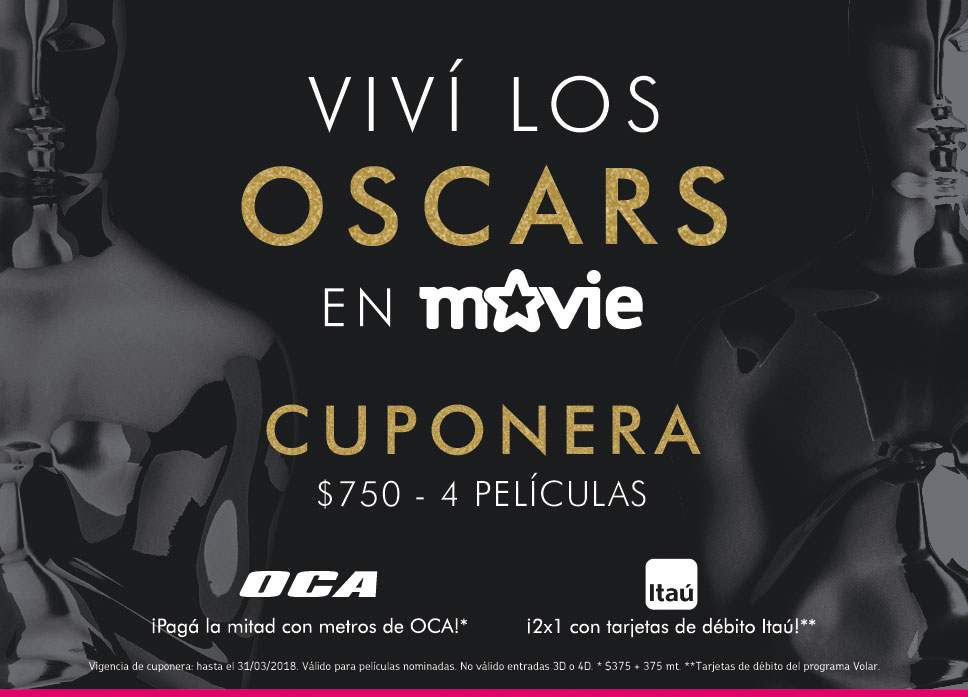 VIVÍ LOS
OSCARS
EN movie
CUPONERA
$750 - 4 PELÍCULAS
OCA
¡Pagá la mitad con metros de OCA!*
Itaú
¡2x1 con tarjetas de débito Itaú!**
Vigencia de cuponera: hasta el 31/03/2018. Válido para películas nominadas. No válido entradas 3D o 4D. * $375 + 375 mt. **Tarjetas de débito del programa Volar.